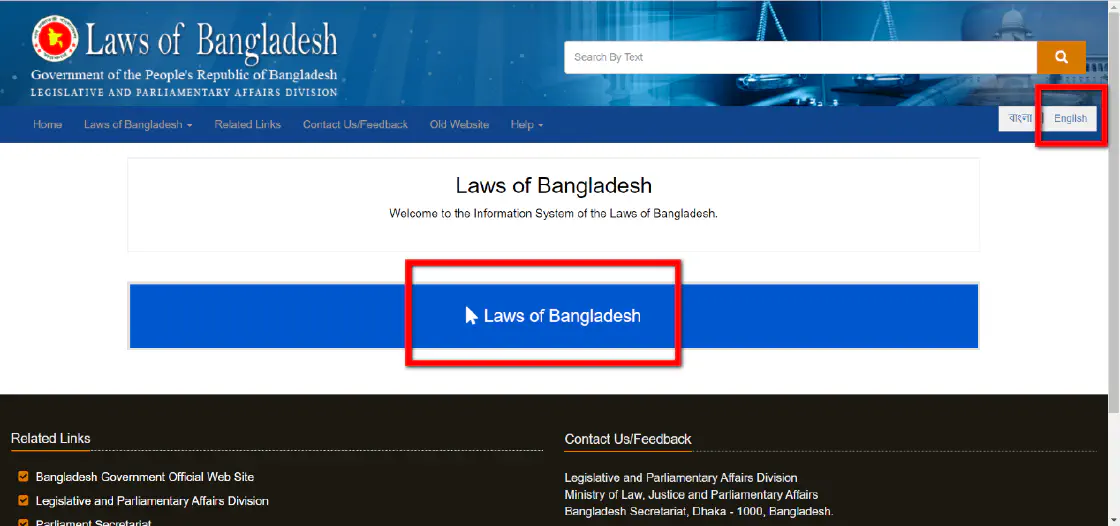 Laws of Bangladesh
Government of the People's Republic of Bangladesh
LEGISLATIVE AND PARLIAMENTARY AFFAIRS DIVISION
Search By Text
Home Laws of Bangladesh Related Links Contact Us/Feedback Old Website Help
বাংলা English
Laws of Bangladesh
Welcome to the Information System of the Laws of Bangladesh.
Laws of Bangladesh
Related Links
Bangladesh Government Official Web Site
Legislative and Parliamentary Affairs Division
Parliament Secretariat
Contact Us/Feedback
Legislative and Parliamentary Affairs Division
Ministry of Law, Justice and Parliamentary Affairs
Bangladesh Secretariat, Dhaka - 1000, Bangladesh.